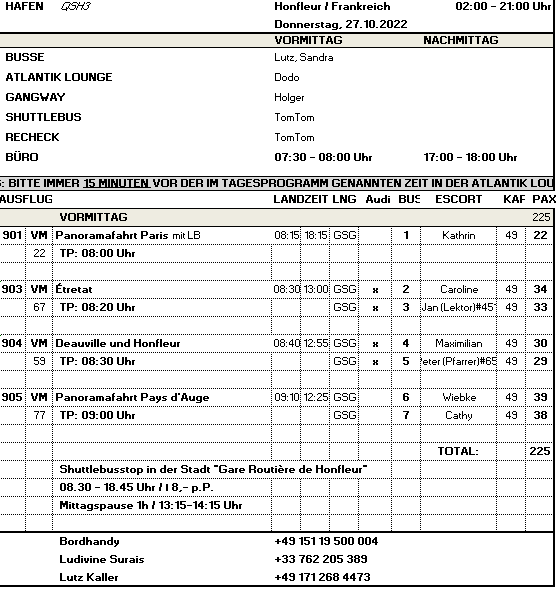 HAFEN QSH3 Honfleur / Frankreich 02:00 - 21:00 Uhr
Donnerstag, 27.10.2022
VORMITTAG NACHMITTAG
BUSSE Lutz, Sandra
ATLANTIK LOUNGE Dodo
GANGWAY Holger
SHUTTLEBUS TomTom
RECHECK TomTom
BÜRO 07:30 - 08:00 Uhr 17:00 - 18:00 Uhr
: BITTE IMMER 15 MINUTEN VOR DER IM TAGESPROGRAMM GENANNTEN ZEIT IN DER ATLANTIK LOU
AUSFLUG LANDZEIT LNG Audi BUS ESCORT KAP PAX
VORMITTAG 225
901 VM Panoramafahrt Paris mit LB 08:15 18:15 GSG 1 Kathrin 49 22
22 TP: 08:00 Uhr
903 VM Étretat 08:30 13:00 GSG x 2 Caroline 49 34
67 TP: 08:20 Uhr GSG x 3 Jan (Lektor)#45 49 33
904 VM Deauville und Honfleur 08:40 12:55 GSG x 4 Maximilian 49 30
59 TP: 08:30 Uhr GSG x 5 eter (Pfarrer)#65 49 29
905 VM Panoramafahrt Pays d'Auge 09:10 12:25 GSG 6 Wiebke 49 39
77 TP: 09:00 Uhr GSG 7 Cathy 49 38
TOTAL: 225
Shuttlebusstop in der Stadt "Gare Routière de Honfleur"
08.30 - 18.45 Uhr / I 8,- p.P.
Mittagspause 1h / 13:15-14:15 Uhr
Bordhandy +49 151 19 500 004
Ludivine Surais +33 762 205 389
Lutz Kaller +49 171 268 4473